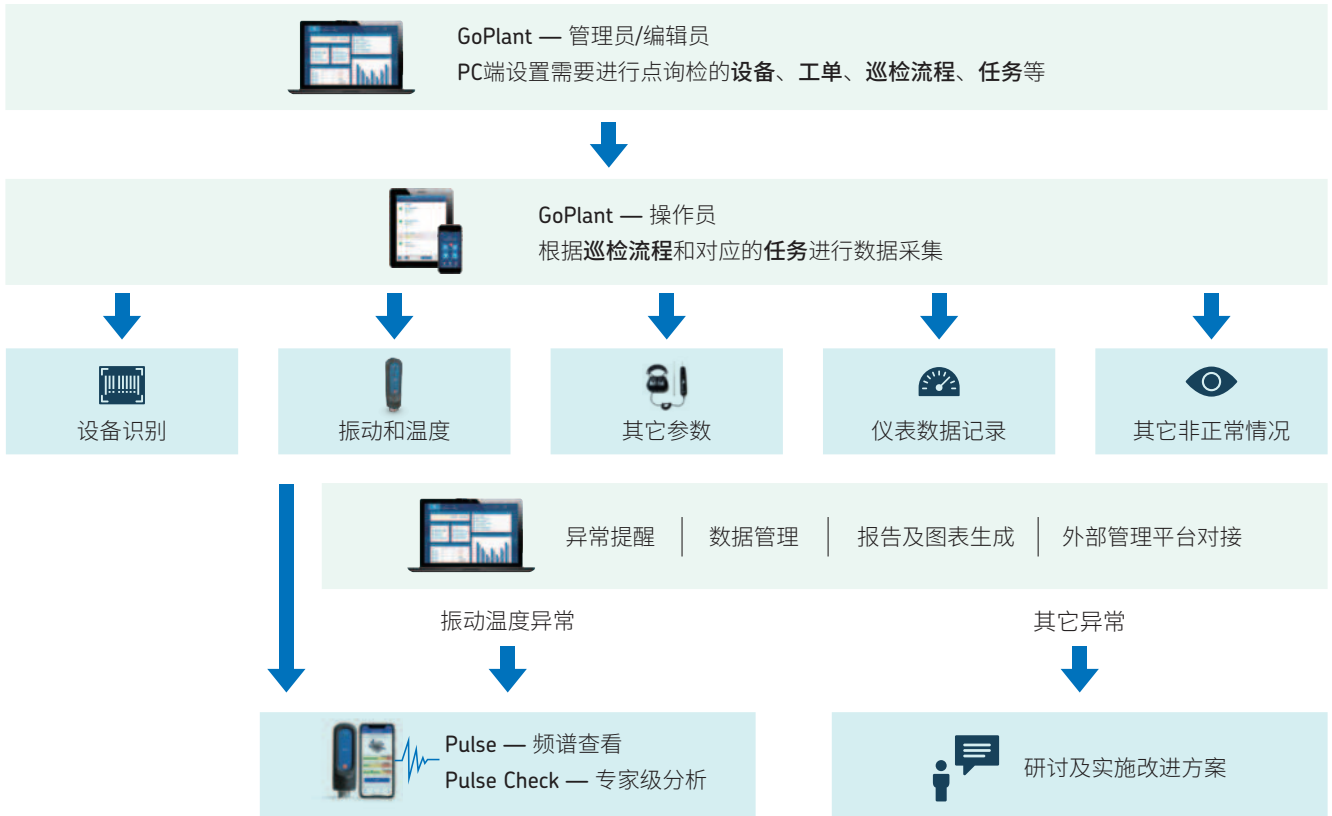 GoPlant — 管理员/编辑员
PC端设置需要进行点询检的设备、工单、巡检流程、任务等
GoPlant — 操作员
根据巡检流程和对应的任务进行数据采集
设备识别
振动和温度
其它参数
仪表数据记录
其它非正常情况
异常提醒
数据管理
报告及图表生成
外部管理平台对接
振动温度异常
其它异常
Pulse — 频谱查看
Pulse Check — 专家级分析
研讨及实施改进方案